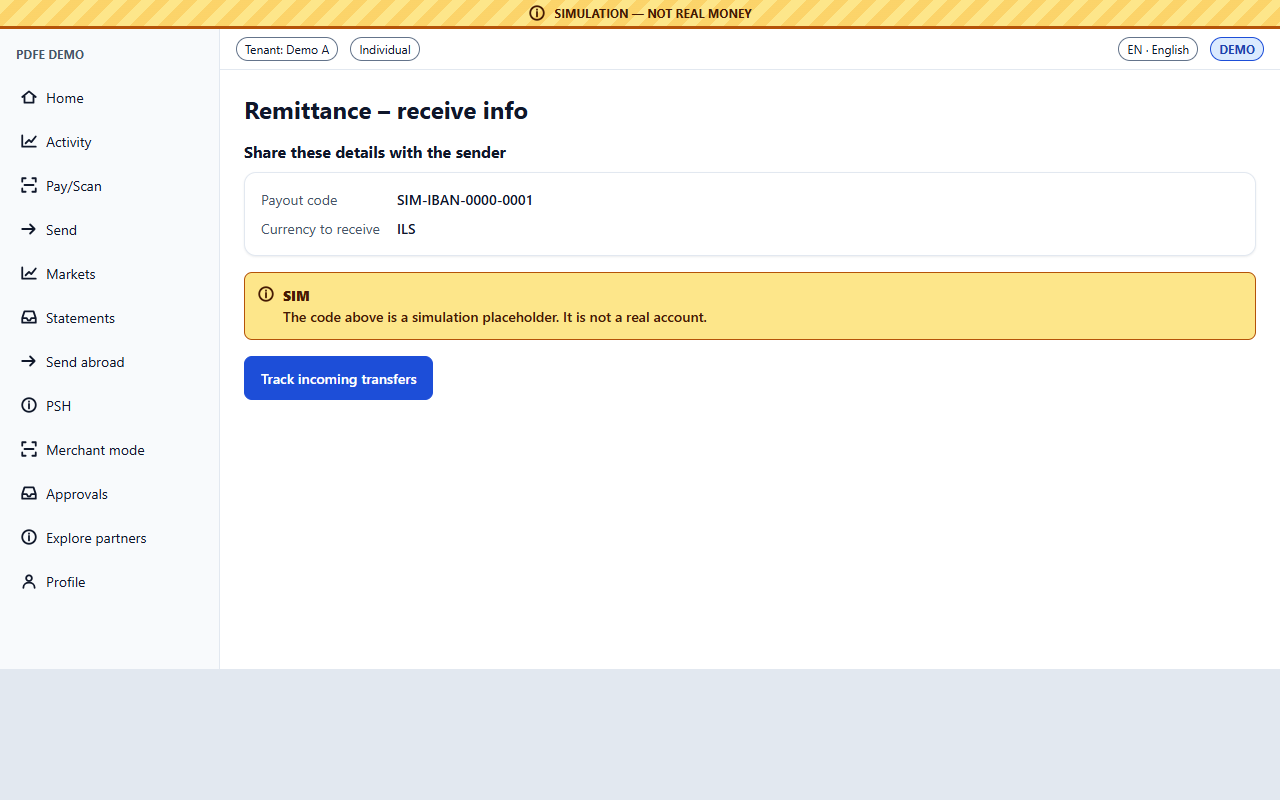 SIMULATION — NOT REAL MONEY
PDFE DEMO
Home
Activity
Pay/Scan
Send
Markets
Statements
Send abroad
PSH
Merchant mode
Approvals
Explore partners
Profile
Tenant: Demo A
Individual
EN · English
DEMO
Remittance – receive info
Share these details with the sender
Payout code SIM-IBAN-0000-0001
Currency to receive ILS
SIM
The code above is a simulation placeholder. It is not a real account.
Track incoming transfers